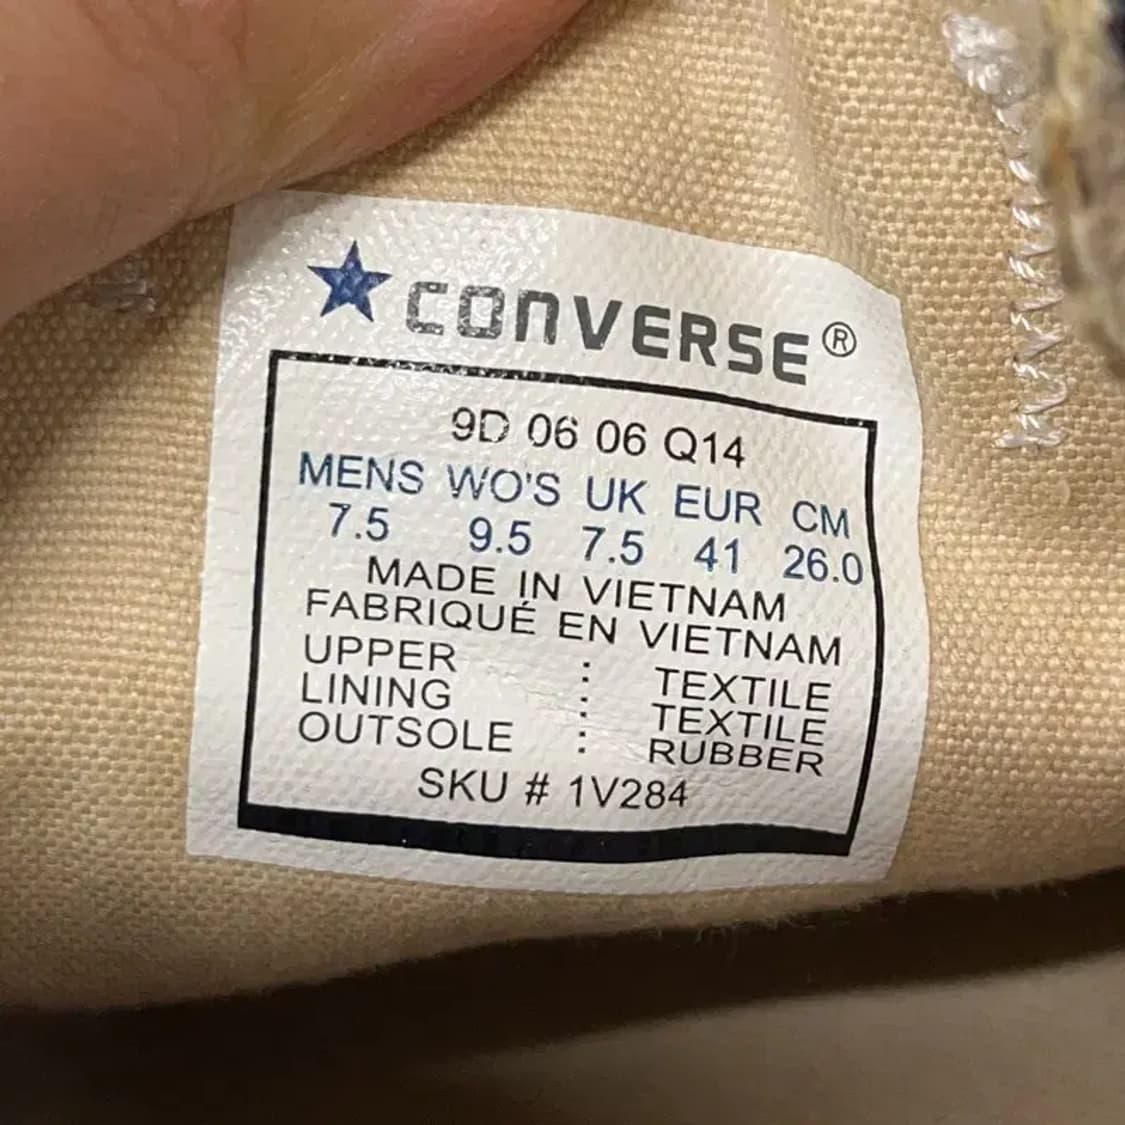 CONVERSE®
9D 06 06 Q14
MENS WO'S UK EUR CM
7.5 9.5 7.5 41 26.0
MADE IN VIETNAM
FABRIQUÉ EN VIETNAM
UPPER : TEXTILE
LINING : TEXTILE
OUTSOLE : RUBBER
SKU # 1V284